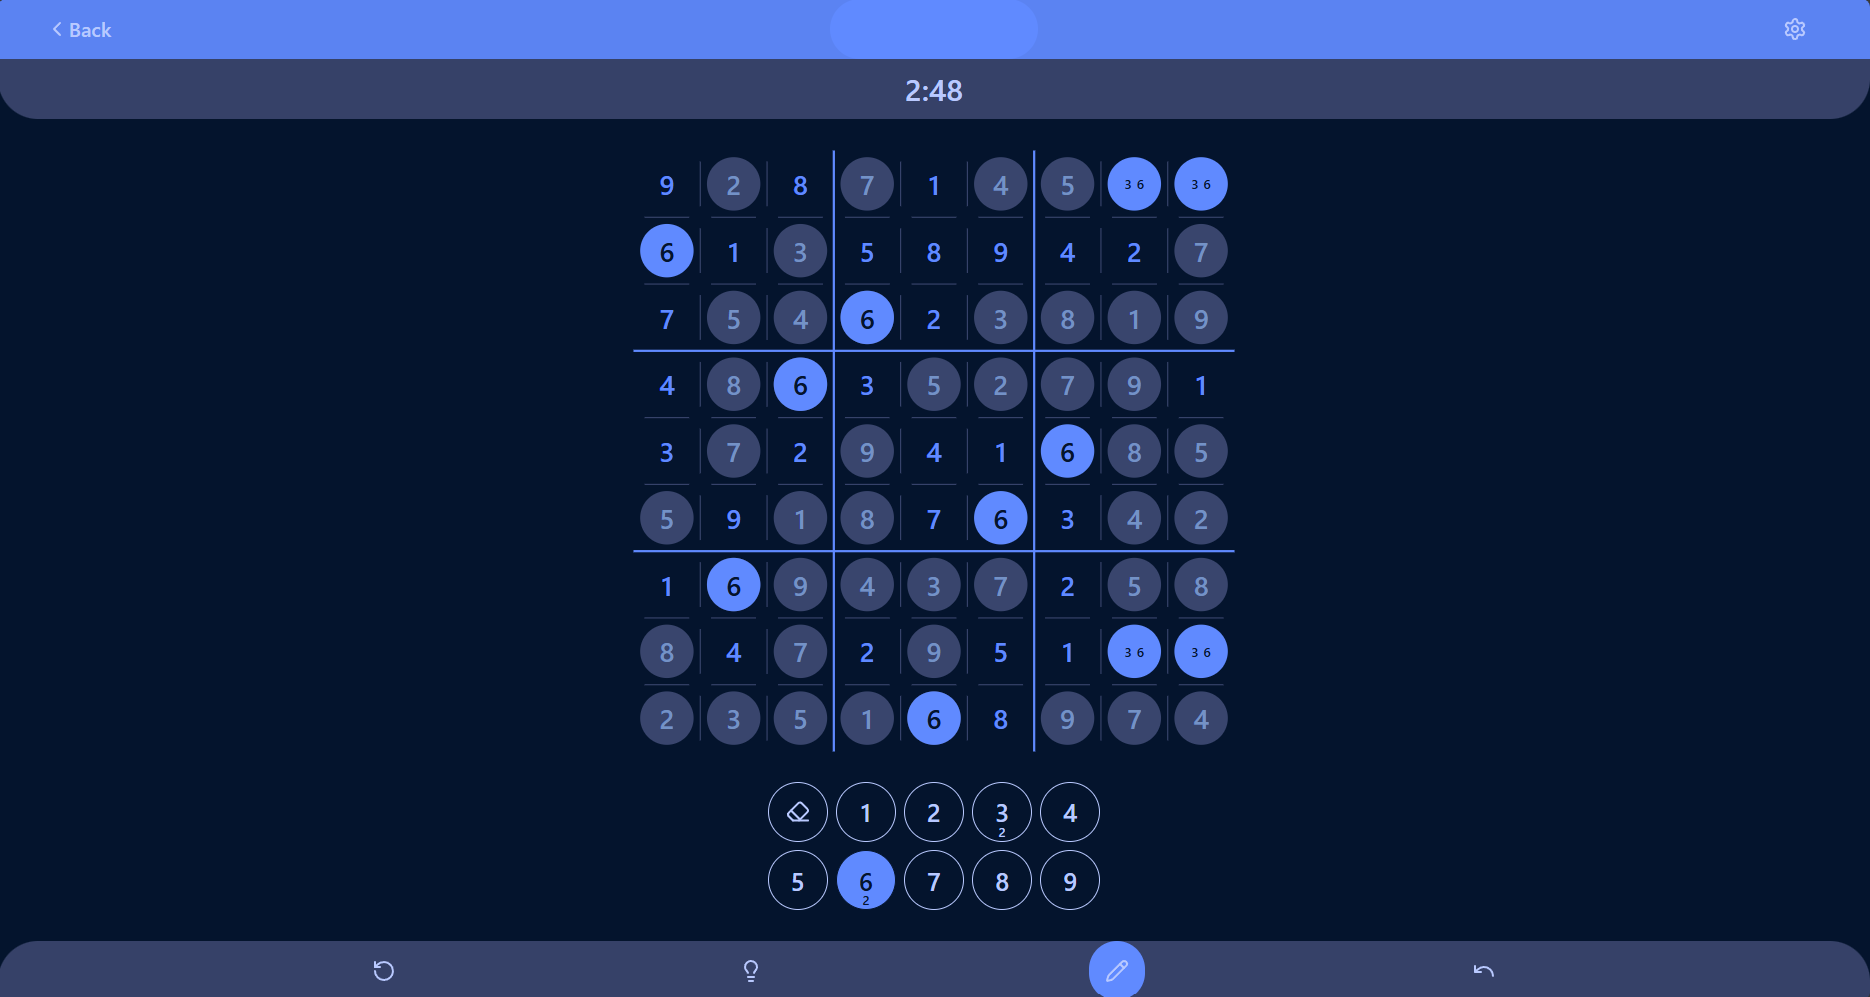 Back
2:48
9 2 8 7 1 4 5 3 6 3 6
6 1 3 5 8 9 4 2 7
7 5 4 6 2 3 8 1 9
4 8 6 3 5 2 7 9 1
3 7 2 9 4 1 6 8 5
5 9 1 8 7 6 3 4 2
1 6 9 4 3 7 2 5 8
8 4 7 2 9 5 1 3 6 3 6
2 3 5 1 6 8 9 7 4
1 2 3 4
2
5 6 7 8 9
2